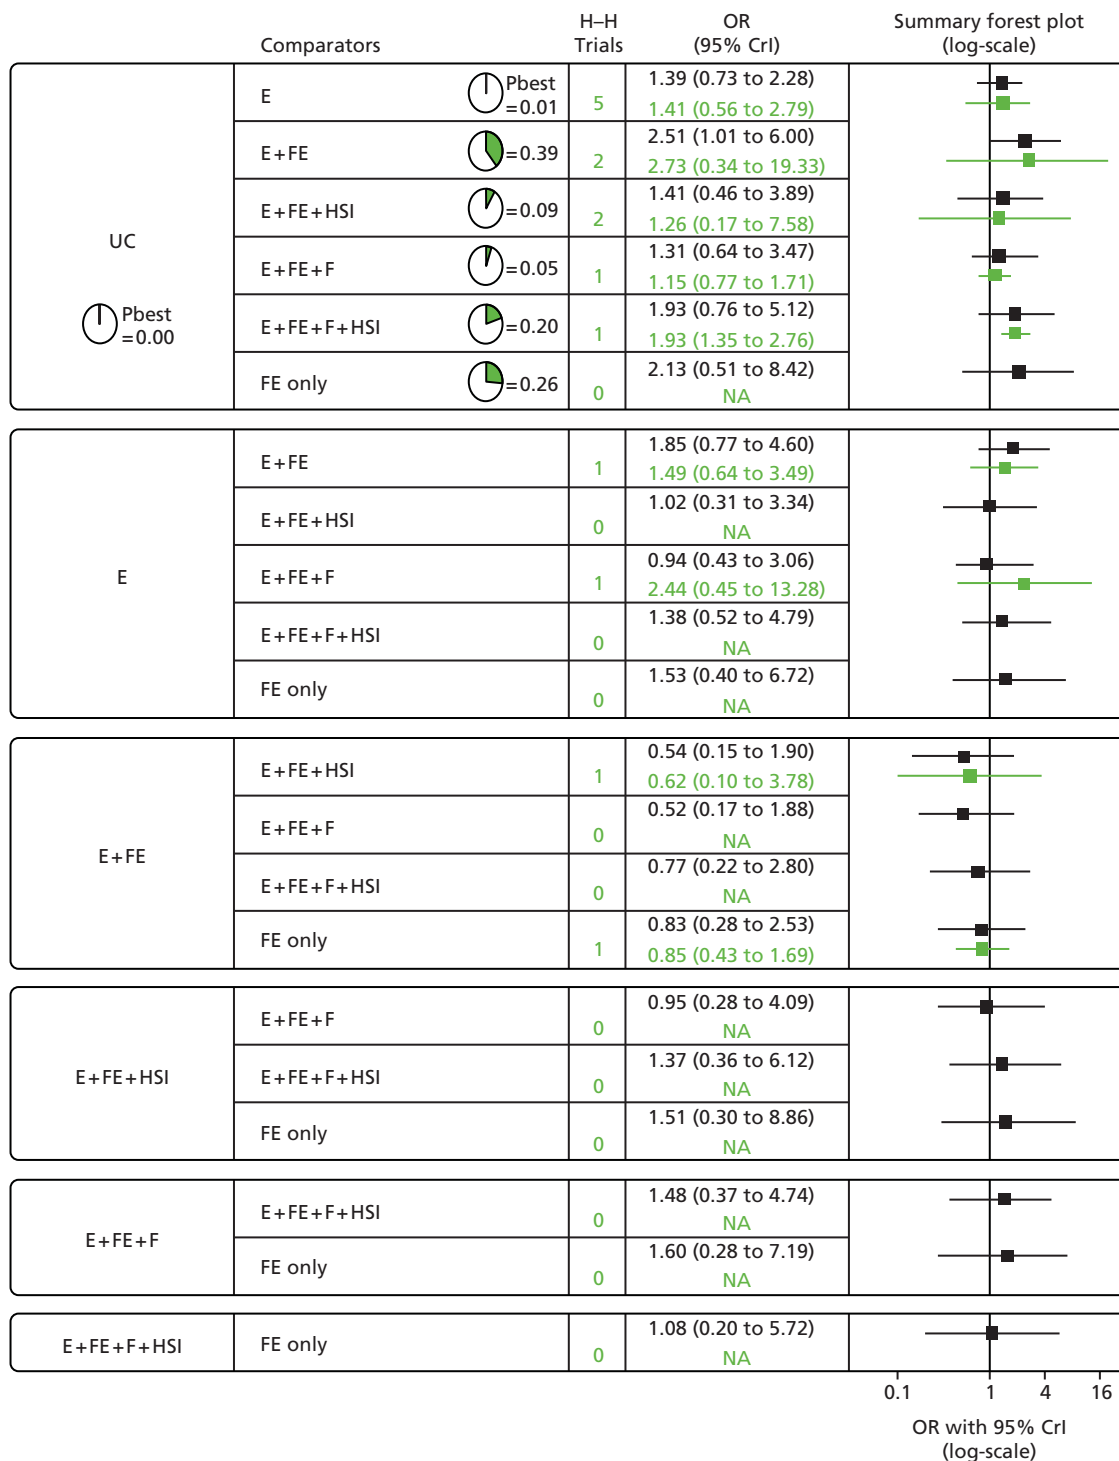 Comparators
H–H
Trials
OR
(95% CrI)
Summary forest plot
(log-scale)
UC
Pbest
=0.00
E
Pbest
=0.01
5
1.39 (0.73 to 2.28)
1.41 (0.56 to 2.79)
E+FE
=0.39
2
2.51 (1.01 to 6.00)
2.73 (0.34 to 19.33)
E+FE+HSI
=0.09
2
1.41 (0.46 to 3.89)
1.26 (0.17 to 7.58)
E+FE+F
=0.05
1
1.31 (0.64 to 3.47)
1.15 (0.77 to 1.71)
E+FE+F+HSI
=0.20
1
1.93 (0.76 to 5.12)
1.93 (1.35 to 2.76)
FE only
=0.26
0
2.13 (0.51 to 8.42)
NA
E
E+FE
1
1.85 (0.77 to 4.60)
1.49 (0.64 to 3.49)
E+FE+HSI
0
1.02 (0.31 to 3.34)
NA
E+FE+F
1
0.94 (0.43 to 3.06)
2.44 (0.45 to 13.28)
E+FE+F+HSI
0
1.38 (0.52 to 4.79)
NA
FE only
0
1.53 (0.40 to 6.72)
NA
E+FE
E+FE+HSI
1
0.54 (0.15 to 1.90)
0.62 (0.10 to 3.78)
E+FE+F
0
0.52 (0.17 to 1.88)
NA
E+FE+F+HSI
0
0.77 (0.22 to 2.80)
NA
FE only
1
0.83 (0.28 to 2.53)
0.85 (0.43 to 1.69)
E+FE+HSI
E+FE+F
0
0.95 (0.28 to 4.09)
NA
E+FE+F+HSI
0
1.37 (0.36 to 6.12)
NA
FE only
0
1.51 (0.30 to 8.86)
NA
E+FE+F
E+FE+F+HSI
0
1.48 (0.37 to 4.74)
NA
FE only
0
1.60 (0.28 to 7.19)
NA
E+FE+F+HSI
FE only
0
1.08 (0.20 to 5.72)
NA
0.1 1 4 16
OR with 95% CrI
(log-scale)